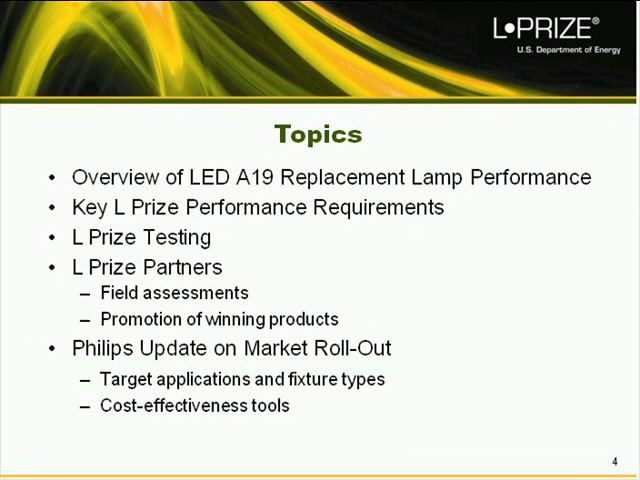 L•PRIZE®
U.S. Department of Energy
Topics
• Overview of LED A19 Replacement Lamp Performance
• Key L Prize Performance Requirements
• L Prize Testing
• L Prize Partners
– Field assessments
– Promotion of winning products
• Philips Update on Market Roll-Out
– Target applications and fixture types
– Cost-effectiveness tools
4